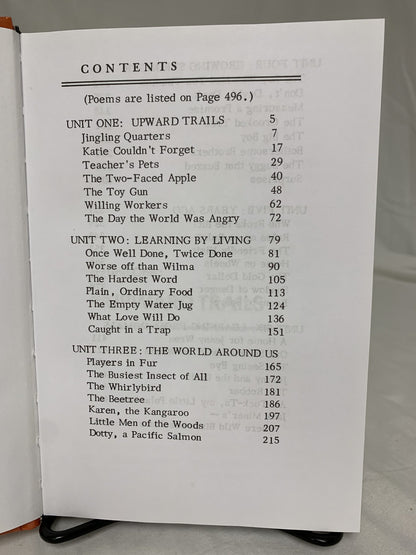 CONTENTS
(Poems are listed on Page 496.)
UNIT ONE: UPWARD TRAILS 5
Jingling Quarters 7
Katie Couldn't Forget 17
Teacher's Pets 29
The Two-Faced Apple 40
The Toy Gun 48
Willing Workers 62
The Day the World Was Angry 72
UNIT TWO: LEARNING BY LIVING 79
Once Well Done, Twice Done 81
Worse off than Wilma 90
The Hardest Word 105
Plain, Ordinary Food 113
The Empty Water Jug 124
What Love Will Do 136
Caught in a Trap 151
UNIT THREE: THE WORLD AROUND US
Players in Fur 165
The Busiest Insect of All 172
The Whirlybird 181
The Beetree 186
Karen, the Kangaroo 197
Little Men of the Woods 207
Dotty, a Pacific Salmon 215